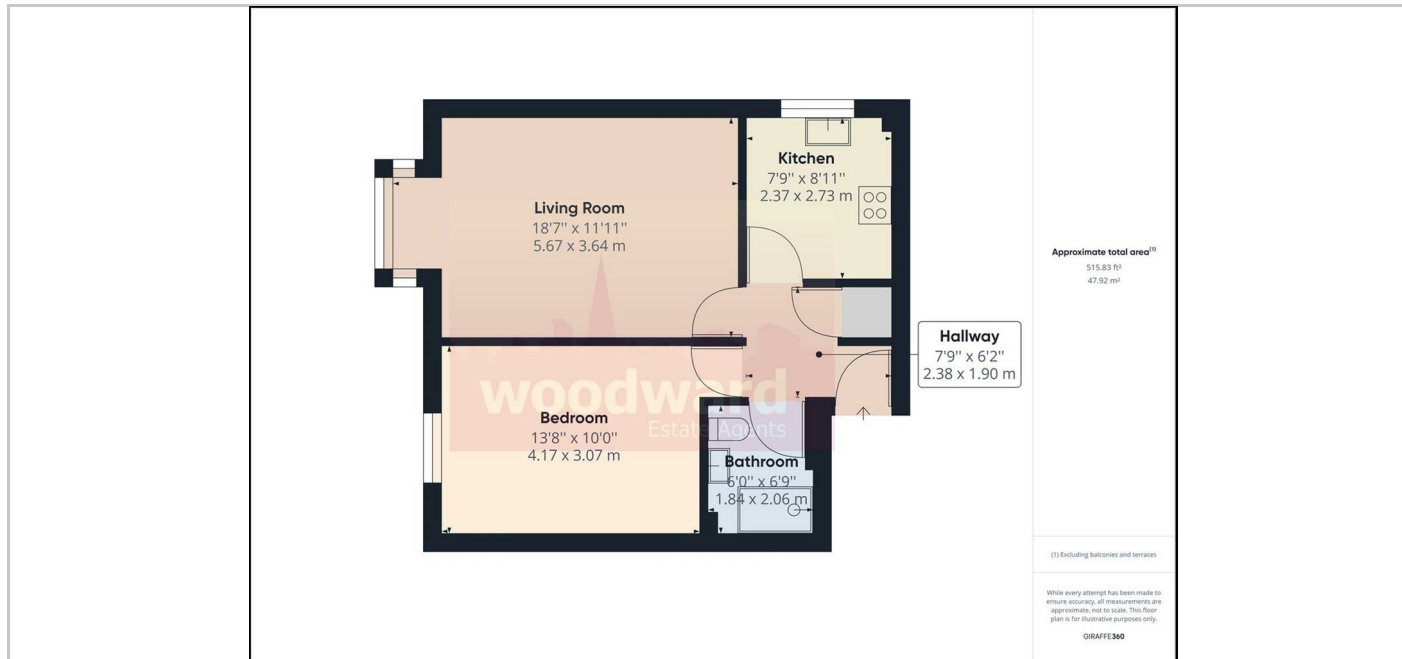 Kitchen
7'9'' x 8'11''
2.37 x 2.73 m
Living Room
18'7'' x 11'11''
5.67 x 3.64 m
Hallway
7'9'' x 6'2''
2.38 x 1.90 m
woodward
Estate Agents
Bedroom
13'8'' x 10'0''
4.17 x 3.07 m
Bathroom
6'0'' x 6'9''
1.84 x 2.06 m
Approximate total area(1)
515.83 ft²
47.92 m²
(1) Excluding balconies and terraces
While every attempt has been made to
ensure accuracy, all measurements are
approximate, not to scale. This floor
plan is for illustrative purposes only.
GIRAFFE360